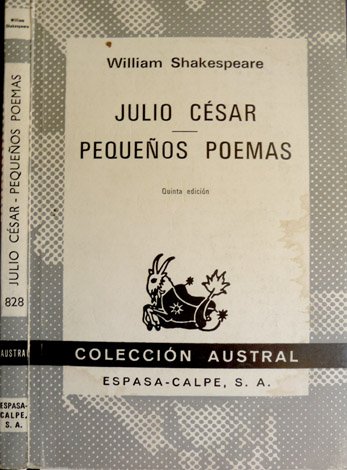 William
Shakespeare
JULIO CÉSAR - PEQUEÑOS POEMAS
828
AUSTRAL
ESPASA-
CALPE,
S. A.
William Shakespeare
JULIO CÉSAR
PEQUEÑOS POEMAS
Quinta edición
COLECCIÓN AUSTRAL
ESPASA-CALPE, S. A.